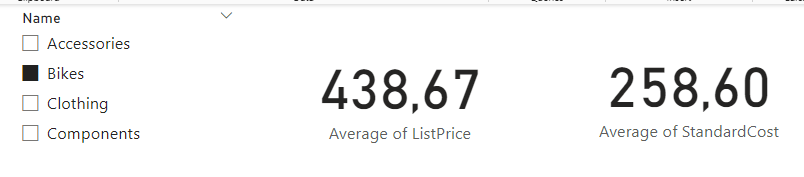 Name
Accessories
Bikes
Clothing
Components
438,67
Average of ListPrice
258,60
Average of StandardCost